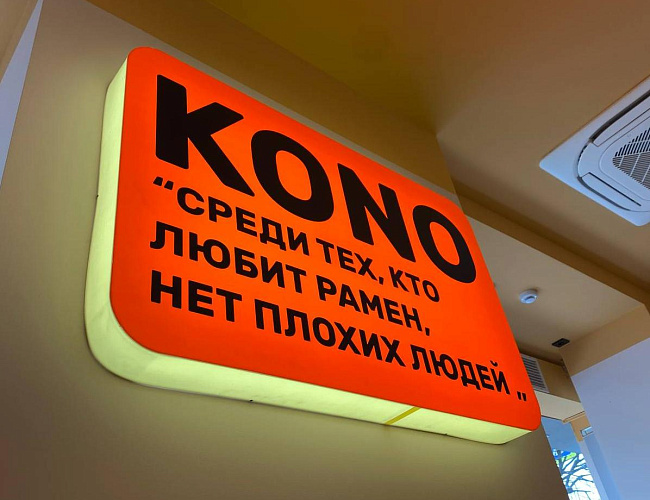 KONO
“СРЕДИ ТЕХ, КТО
ЛЮБИТ РАМЕН,
НЕТ ПЛОХИХ ЛЮДЕЙ„